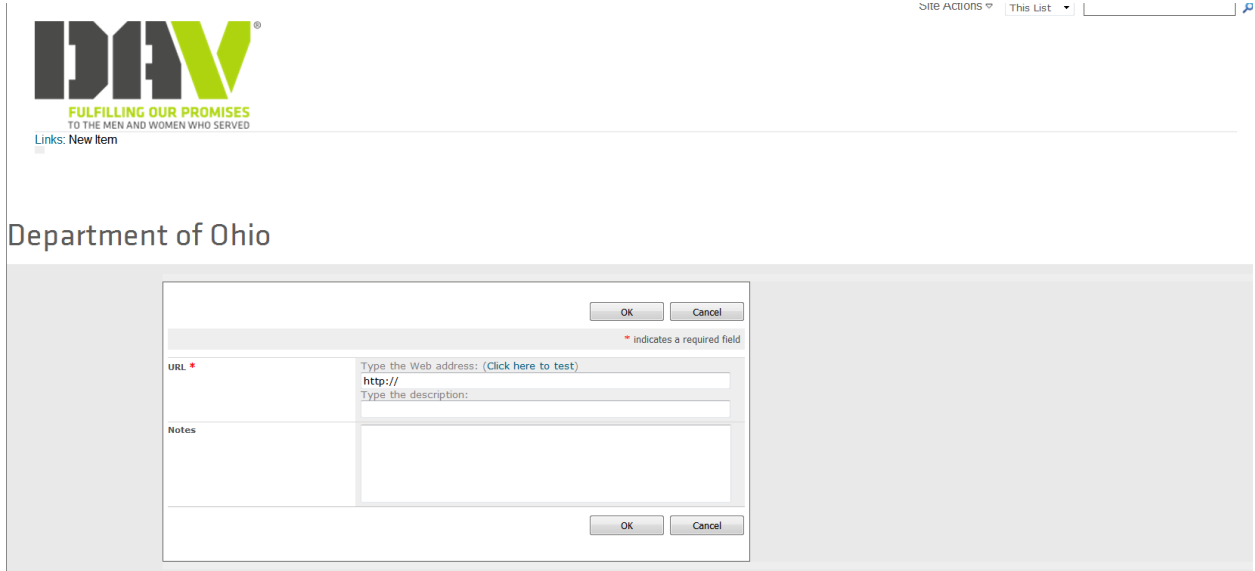 Site Actions This List
DAV®
FULFILLING OUR PROMISES
TO THE MEN AND WOMEN WHO SERVED
Links: New Item
Department of Ohio
OK Cancel
* indicates a required field
URL * Type the Web address: (Click here to test)
http://
Type the description:
Notes
OK Cancel